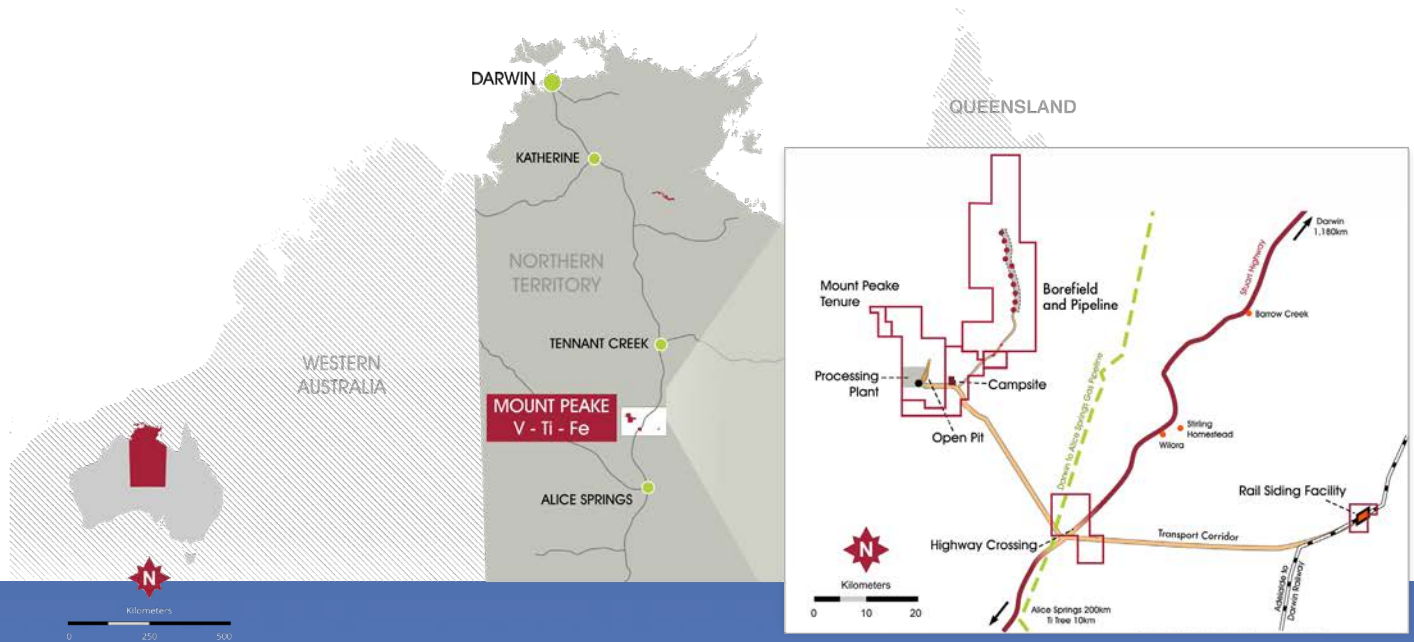 DARWIN
QUEENSLAND
KATHERINE
NORTHERN
TERRITORY
TENNANT CREEK
WESTERN
AUSTRALIA
MOUNT PEAKE
V - Ti - Fe
ALICE SPRINGS
N
Kilometers
0 250 500
Darwin
1,180km
Stuart Highway
Mount Peake
Tenure
Borefield
and Pipeline
Barrow Creek
Processing
Plant
Campsite
Open Pit
Darwin to Alice Springs Gas Pipeline
Stirling
Homestead
Wilora
Rail Siding Facility
N
Highway Crossing
Transport Corridor
Kilometers
0 10 20
Alice Springs 200km
Ti Tree 10km
Adelaide to
Darwin Railway